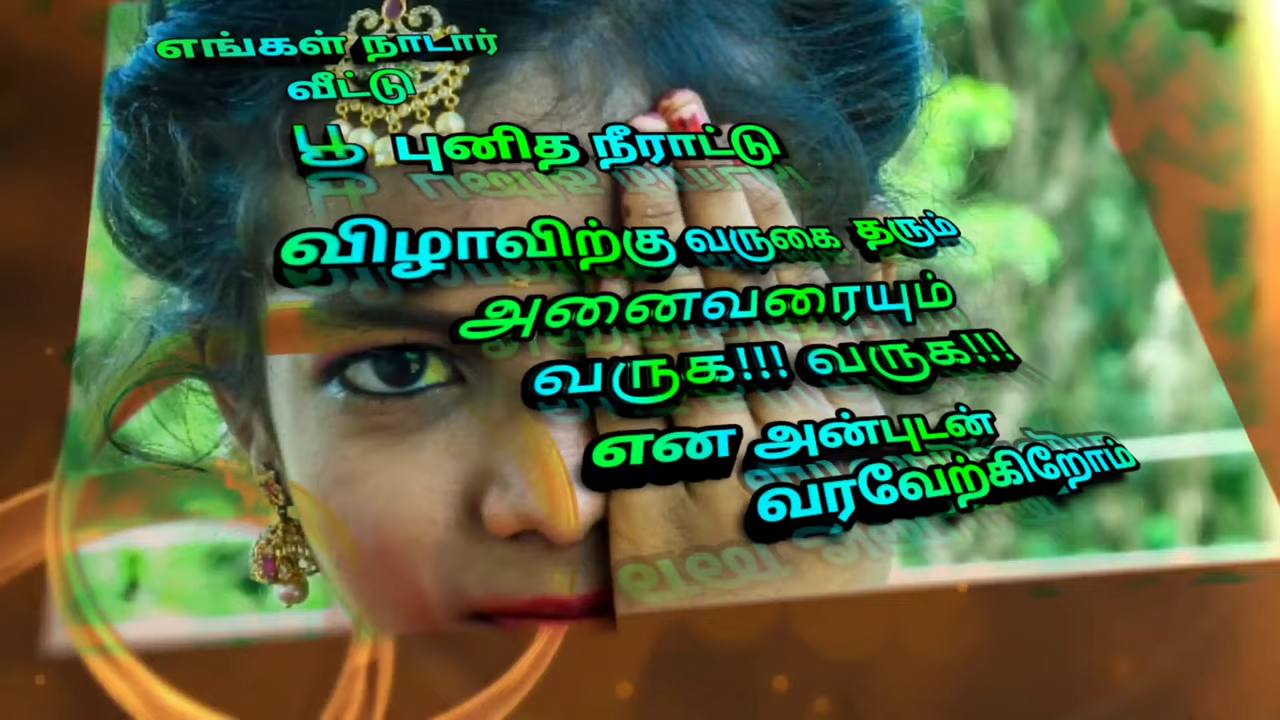 எங்கள் நாடார்
வீட்டு
பூ புனித நீராட்டு
விழாவிற்கு வருகை தரும்
அனைவரையும்
வருக!!! வருக!!!
என அன்புடன்
வரவேற்கிறோம்